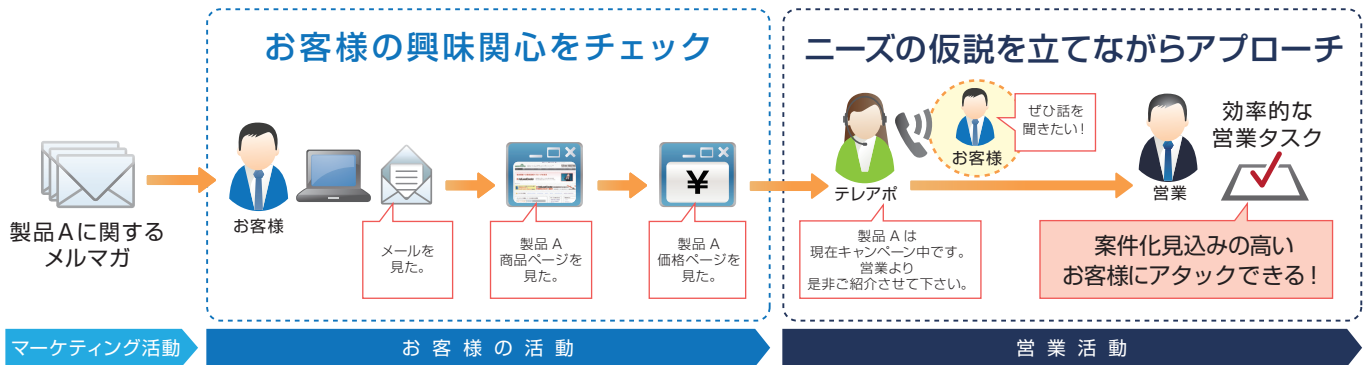 お客様の興味関心をチェック
ニーズの仮説を立てながらアプローチ
製品Aに関する
メルマガ
お客様
メールを
見た。
製品 A
商品ページを
見た。
¥
製品 A
価格ページを
見た。
テレアポ
お客様
ぜひ話を
聞きたい！
製品 A は
現在キャンペーン中です。
営業より
是非ご紹介させて下さい。
営業
効率的な
営業タスク
案件化見込みの高い
お客様にアタックできる！
マーケティング活動
お客様の活動
営業活動